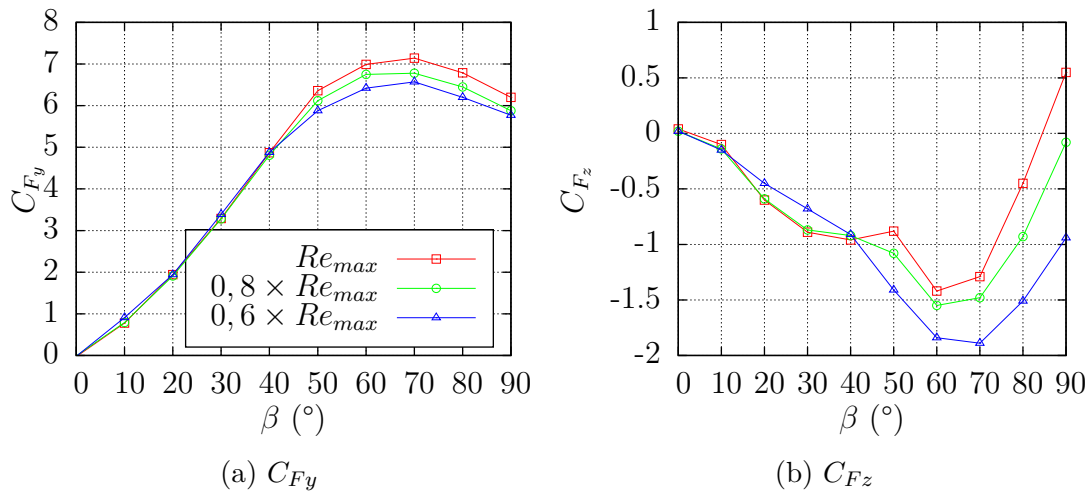 8
7
6
5
4
3
2
1
0
C_{F_y}
Re_{max}
0,8 × Re_{max}
0,6 × Re_{max}
0 10 20 30 40 50 60 70 80 90
β (°)
(a) C_{Fy}
1
0.5
0
-0.5
-1
-1.5
-2
C_{F_z}
0 10 20 30 40 50 60 70 80 90
β (°)
(b) C_{Fz}